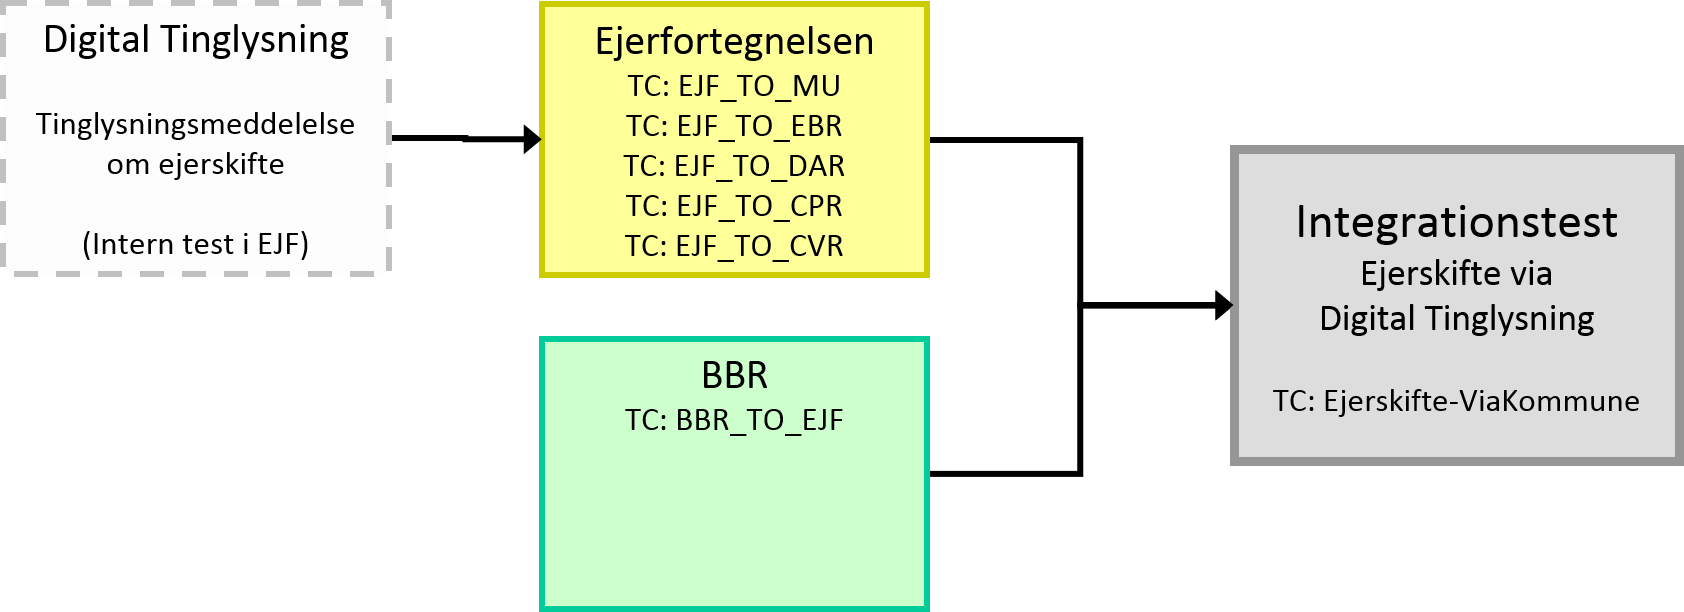 Digital Tinglysning
Tinglysningsmeddelelse
om ejerskifte
(Intern test i EJF)
Ejerfortegnelsen
TC: EJF_TO_MU
TC: EJF_TO_EBR
TC: EJF_TO_DAR
TC: EJF_TO_CPR
TC: EJF_TO_CVR
BBR
TC: BBR_TO_EJF
Integrationstest
Ejerskifte via
Digital Tinglysning
TC: Ejerskifte-ViaKommune